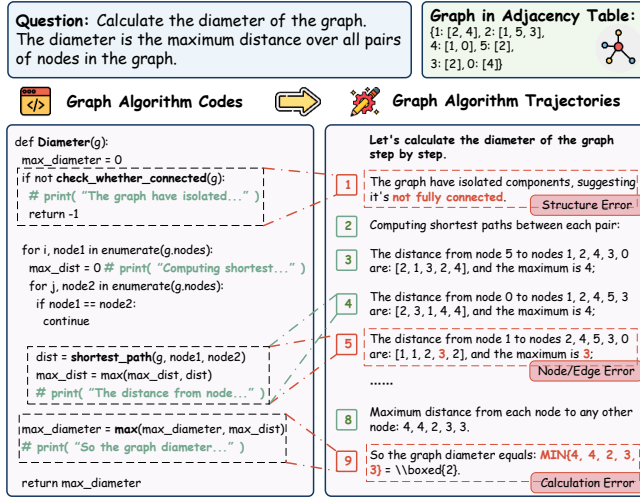 Question: Calculate the diameter of the graph.
The diameter is the maximum distance over all pairs
of nodes in the graph.
Graph in Adjacency Table:
{1: [2, 4], 2: [1, 5, 3],
4: [1, 0], 5: [2],
3: [2], 0: [4]}
Graph Algorithm Codes
Graph Algorithm Trajectories
def Diameter(g):
max_diameter = 0
if not check_whether_connected(g):
# print( "The graph have isolated..." )
return -1
for i, node1 in enumerate(g.nodes):
max_dist = 0 # print( "Computing shortest..." )
for j, node2 in enumerate(g.nodes):
if node1 == node2:
continue
dist = shortest_path(g, node1, node2)
max_dist = max(max_dist, dist)
# print( "The distance from node..." )
max_diameter = max(max_diameter, max_dist)
# print( "So the graph diameter..." )
return max_diameter
Let's calculate the diameter of the graph
step by step.
1
The graph have isolated components, suggesting
it's not fully connected.
Structure Error
2
Computing shortest paths between each pair:
3
The distance from node 5 to nodes 1, 2, 4, 3, 0
are: [2, 1, 3, 2, 4], and the maximum is 4;
4
The distance from node 0 to nodes 1, 2, 4, 5, 3
are: [2, 3, 1, 4, 4], and the maximum is 4;
5
The distance from node 1 to nodes 2, 4, 5, 3, 0
are: [1, 1, 2, 3, 2], and the maximum is 3;
Node/Edge Error
......
8
Maximum distance from each node to any other
node: 4, 4, 2, 3, 3.
9
So the graph diameter equals: MIN{4, 4, 2, 3,
3} = \\boxed{2}.
Calculation Error